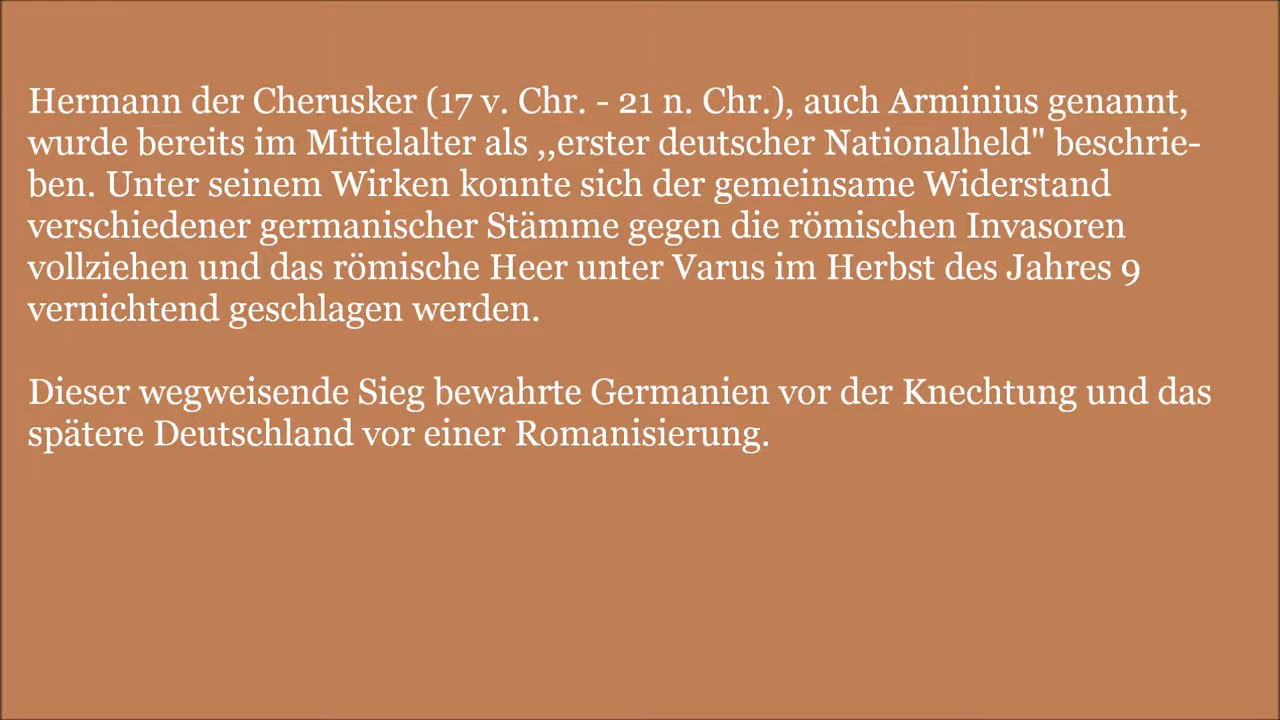 Hermann der Cherusker (17 v. Chr. - 21 n. Chr.), auch Arminius genannt,
wurde bereits im Mittelalter als ,,erster deutscher Nationalheld" beschrie-
ben. Unter seinem Wirken konnte sich der gemeinsame Widerstand
verschiedener germanischer Stämme gegen die römischen Invasoren
vollziehen und das römische Heer unter Varus im Herbst des Jahres 9
vernichtend geschlagen werden.
Dieser wegweisende Sieg bewahrte Germanien vor der Knechtung und das
spätere Deutschland vor einer Romanisierung.